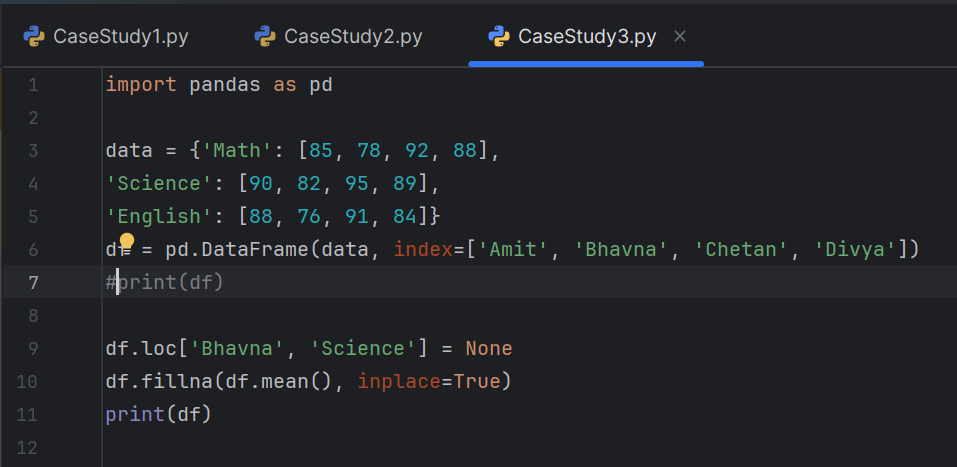 CaseStudy1.py CaseStudy2.py CaseStudy3.py ×
1 import pandas as pd
2
3 data = {'Math': [85, 78, 92, 88],
4 'Science': [90, 82, 95, 89],
5 'English': [88, 76, 91, 84]}
6 df = pd.DataFrame(data, index=['Amit', 'Bhavna', 'Chetan', 'Divya'])
7 #print(df)
8
9 df.loc['Bhavna', 'Science'] = None
10 df.fillna(df.mean(), inplace=True)
11 print(df)
12